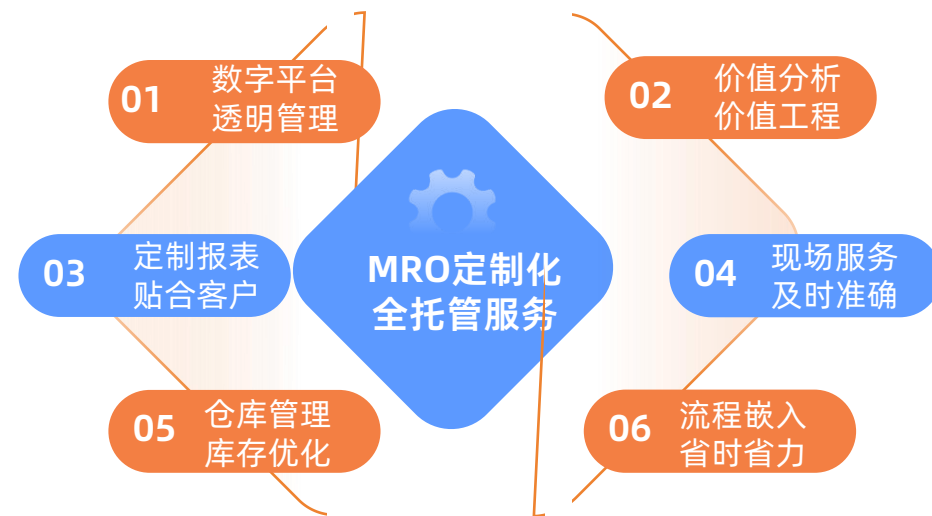 01
数字平台
透明管理
02
价值分析
价值工程
MRO定制化
全托管服务
03
定制报表
贴合客户
04
现场服务
及时准确
05
仓库管理
库存优化
06
流程嵌入
省时省力